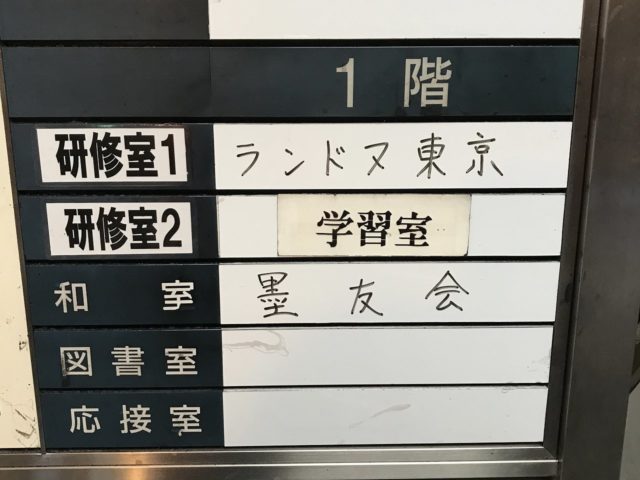 1 階
研修室1 ランドヌ東京
研修室2 学習室
和 室 墨友会
図書室
応接室